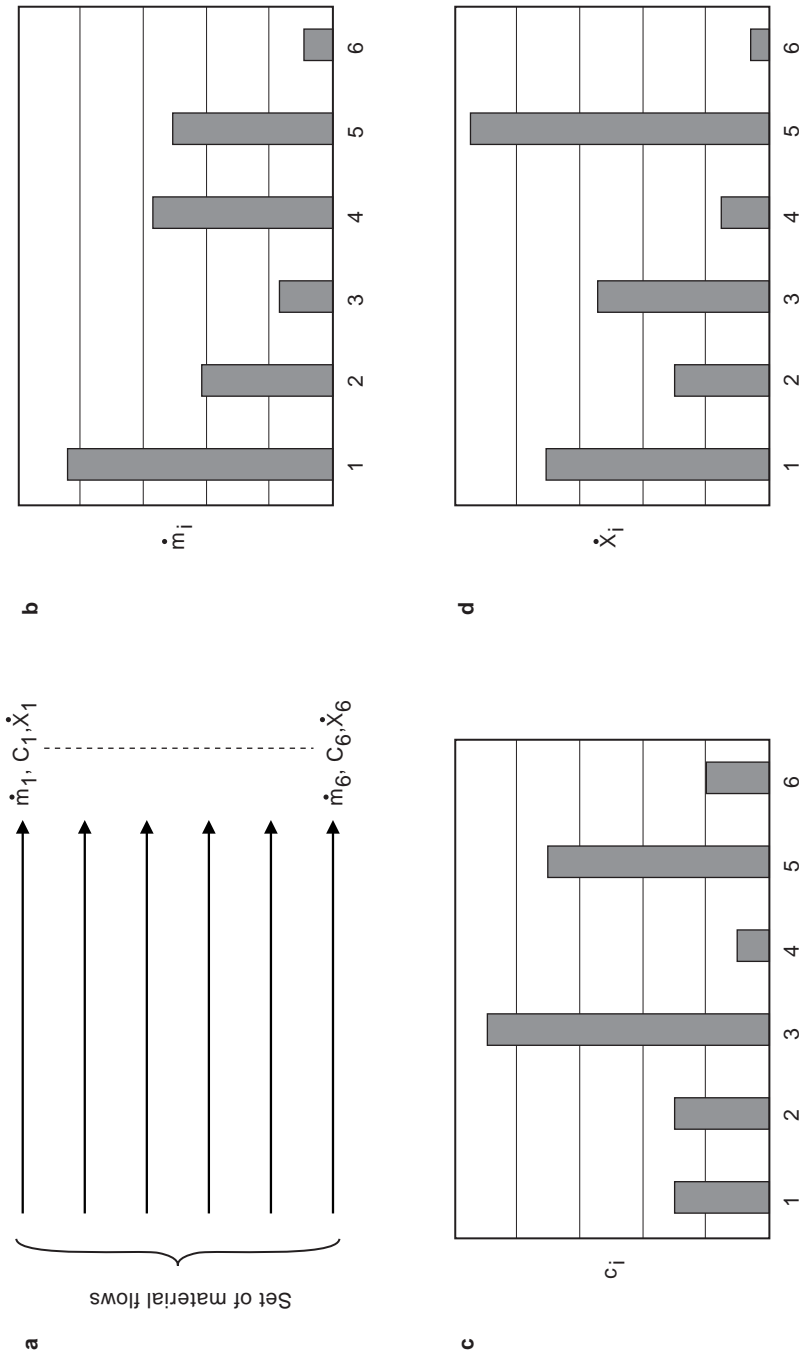 a
Set of material flows
ṁ1, C1,Ẋ1
ṁ6, C6,Ẋ6
b
ṁi
1 2 3 4 5 6
c
ci
1 2 3 4 5 6
d
Ẋi
1 2 3 4 5 6